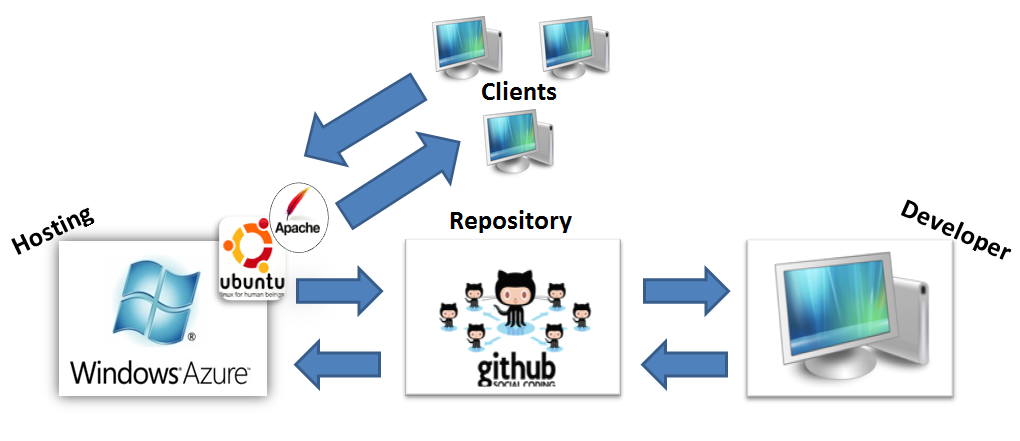 Clients
Hosting
Apache
Repository
Developer
ubuntu
linux for human beings
Windows Azure
®
github
SOCIAL CODING